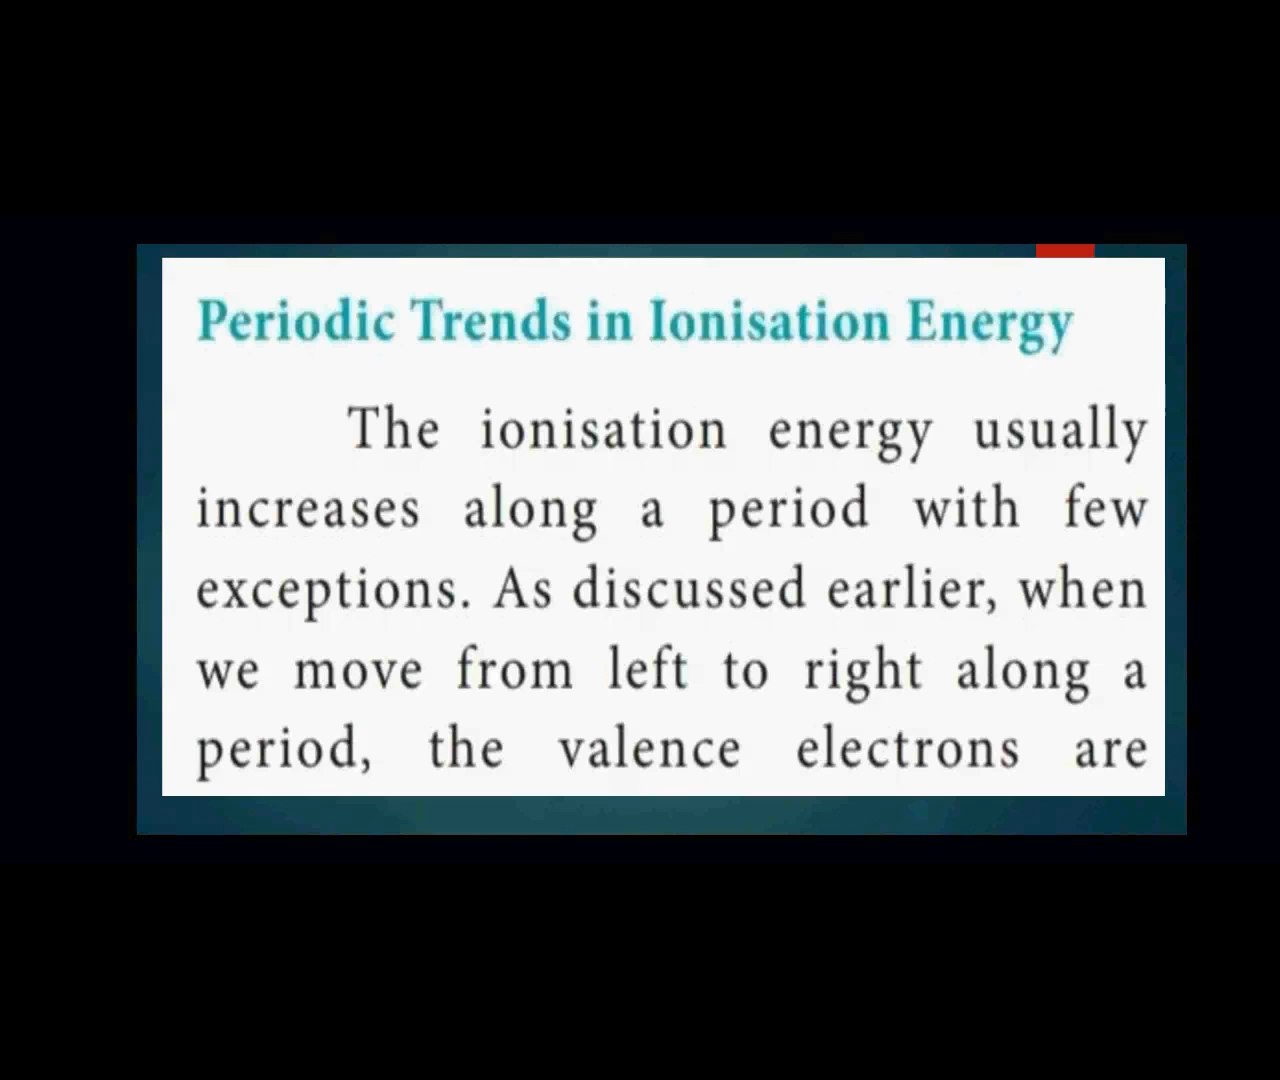 Periodic Trends in Ionisation Energy
The ionisation energy usually
increases along a period with few
exceptions. As discussed earlier, when
we move from left to right along a
period, the valence electrons are